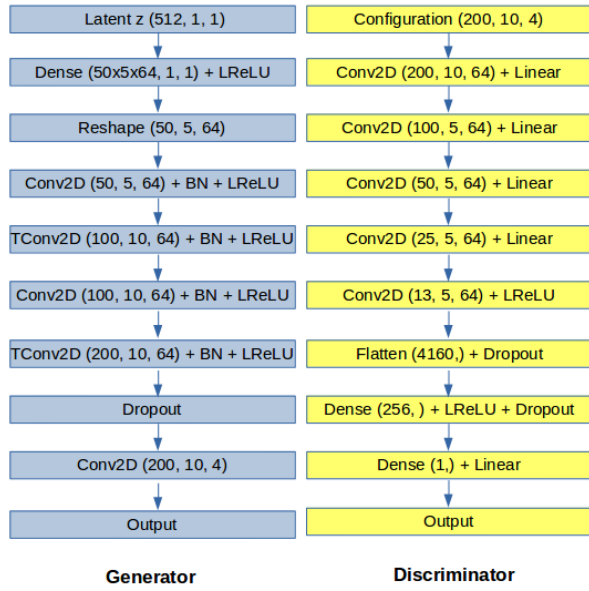 Latent z (512, 1, 1)
Dense (50x5x64, 1, 1) + LReLU
Reshape (50, 5, 64)
Conv2D (50, 5, 64) + BN + LReLU
TConv2D (100, 10, 64) + BN + LReLU
Conv2D (100, 10, 64) + BN + LReLU
TConv2D (200, 10, 64) + BN + LReLU
Dropout
Conv2D (200, 10, 4)
Output
Generator
Configuration (200, 10, 4)
Conv2D (200, 10, 64) + Linear
Conv2D (100, 5, 64) + Linear
Conv2D (50, 5, 64) + Linear
Conv2D (25, 5, 64) + Linear
Conv2D (13, 5, 64) + LReLU
Flatten (4160,) + Dropout
Dense (256, ) + LReLU + Dropout
Dense (1,) + Linear
Output
Discriminator